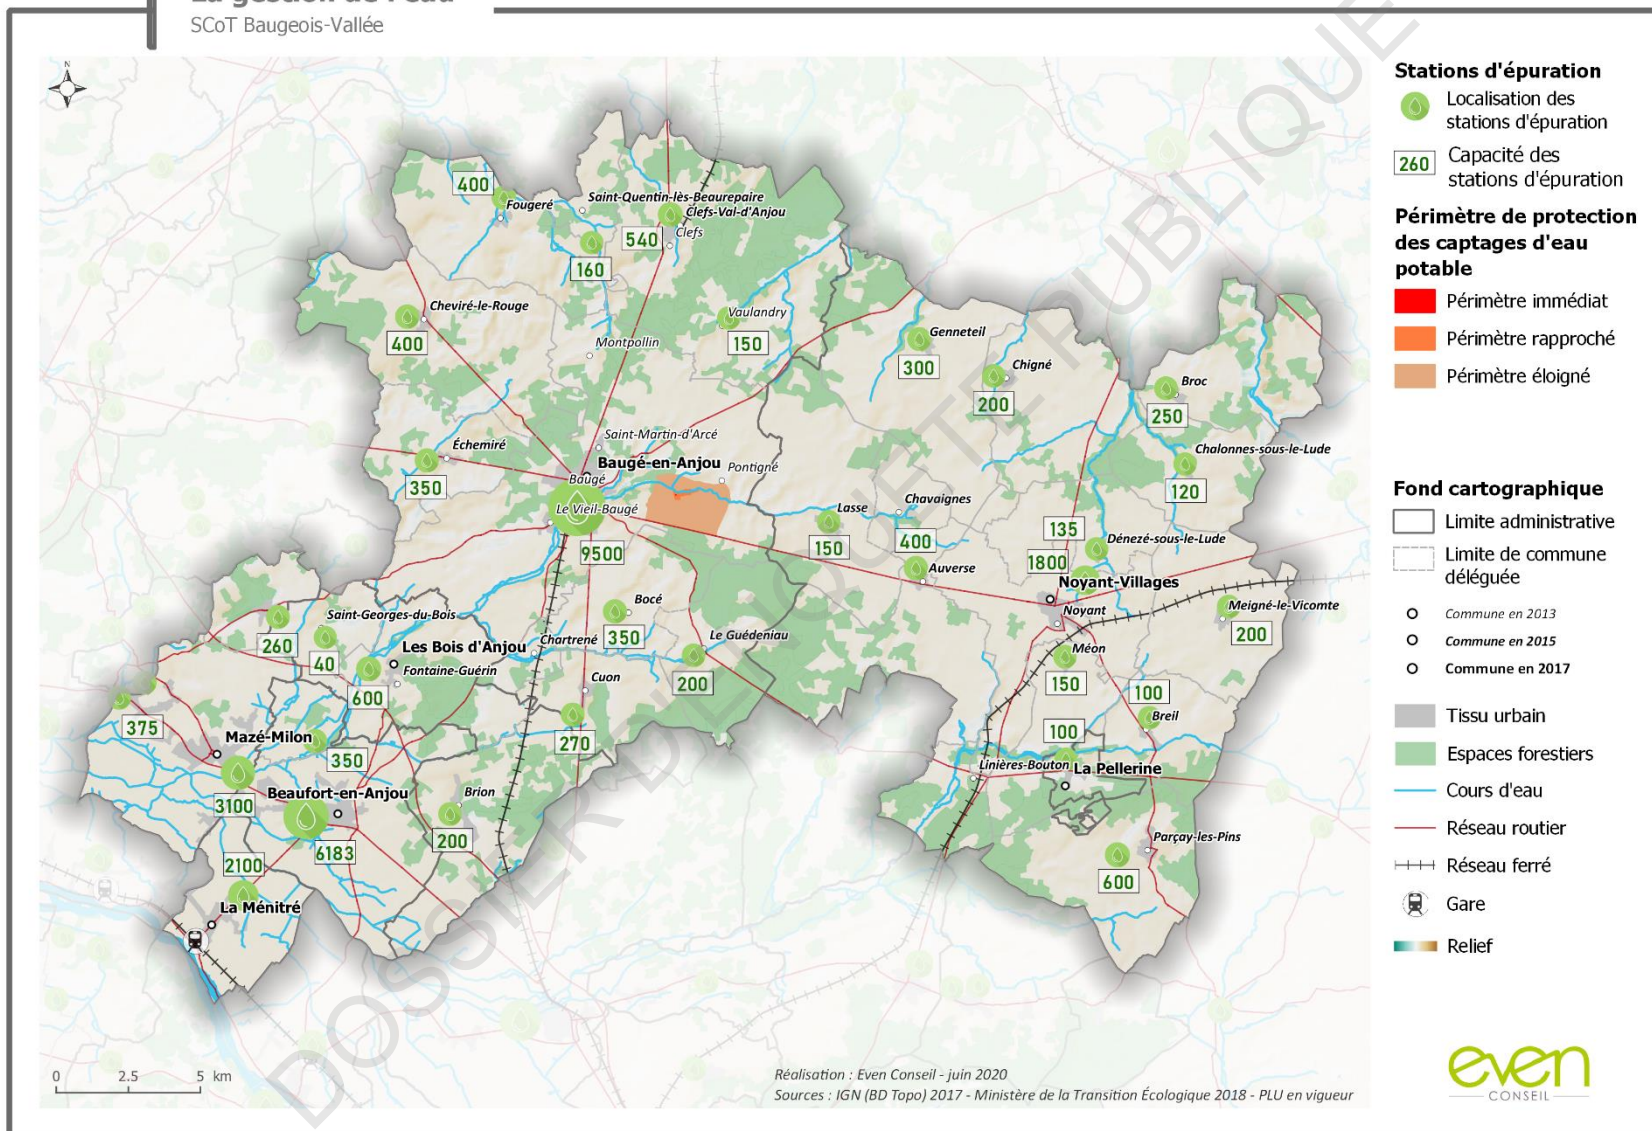 La gestion de l'eau
SCoT Baugeois-Vallée
N
Stations d'épuration
Localisation des
stations d'épuration
260
Capacité des
stations d'épuration
Périmètre de protection
des captages d'eau
potable
Périmètre immédiat
Périmètre rapproché
Périmètre éloigné
Fond cartographique
Limite administrative
Limite de commune
déléguée
Commune en 2013
Commune en 2015
Commune en 2017
Tissu urbain
Espaces forestiers
Cours d'eau
Réseau routier
Réseau ferré
Gare
Relief
400
Fougeré
Saint-Quentin-lès-Beaurepaire
Clefs-Val-d'Anjou
Clefs
540
160
Cheviré-le-Rouge
400
Vaulandry
150
Montpollin
Genneteil
300
Chigné
200
Broc
250
Chalonnes-sous-le-Lude
120
Échemiré
350
Saint-Martin-d'Arcé
Baugé-en-Anjou
Baugé
Pontigné
Le Vieil-Baugé
9500
Lasse
150
Chavaignes
400
Auverse
135
Dénezé-sous-le-Lude
1800
Noyant-Villages
Noyant
Meigné-le-Vicomte
200
Méon
150
100
Breil
100
Linières-Bouton
La Pellerine
Parçay-les-Pins
600
Bocé
350
Le Guédeniau
200
Chartrené
Cuon
270
Saint-Georges-du-Bois
260
40
Les Bois d'Anjou
Fontaine-Guérin
600
375
Mazé-Milon
350
3100
Beaufort-en-Anjou
6183
Brion
200
2100
La Ménitré
0 2.5 5 km
Réalisation : Even Conseil - juin 2020
Sources : IGN (BD Topo) 2017 - Ministère de la Transition Écologique 2018 - PLU en vigueur
even
CONSEIL
DOSSIER D'ENQUETE PUBLIQUE